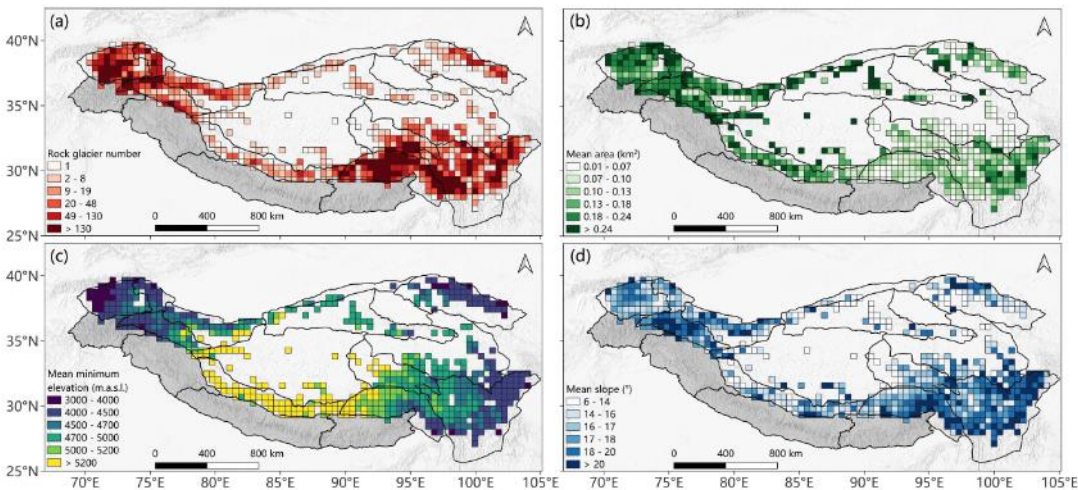 (a)
(b)
40°N
35°N
30°N
25°N
Rock glacier number
1
2 - 8
9 - 19
20 - 48
49 - 130
> 130
0 400 800 km
Mean area (km²)
0.01 - 0.07
0.07 - 0.10
0.10 - 0.13
0.13 - 0.18
0.18 - 0.24
> 0.24
0 400 800 km
(c)
(d)
40°N
35°N
30°N
25°N
Mean minimum
elevation (m.a.s.l.)
3000 - 4000
4000 - 4500
4500 - 4700
4700 - 5000
5000 - 5200
> 5200
0 400 800 km
Mean slope (°)
6 - 14
14 - 16
16 - 17
17 - 18
18 - 20
> 20
0 400 800 km
70°E 75°E 80°E 85°E 90°E 95°E 100°E 105°E
70°E 75°E 80°E 85°E 90°E 95°E 100°E 105°E